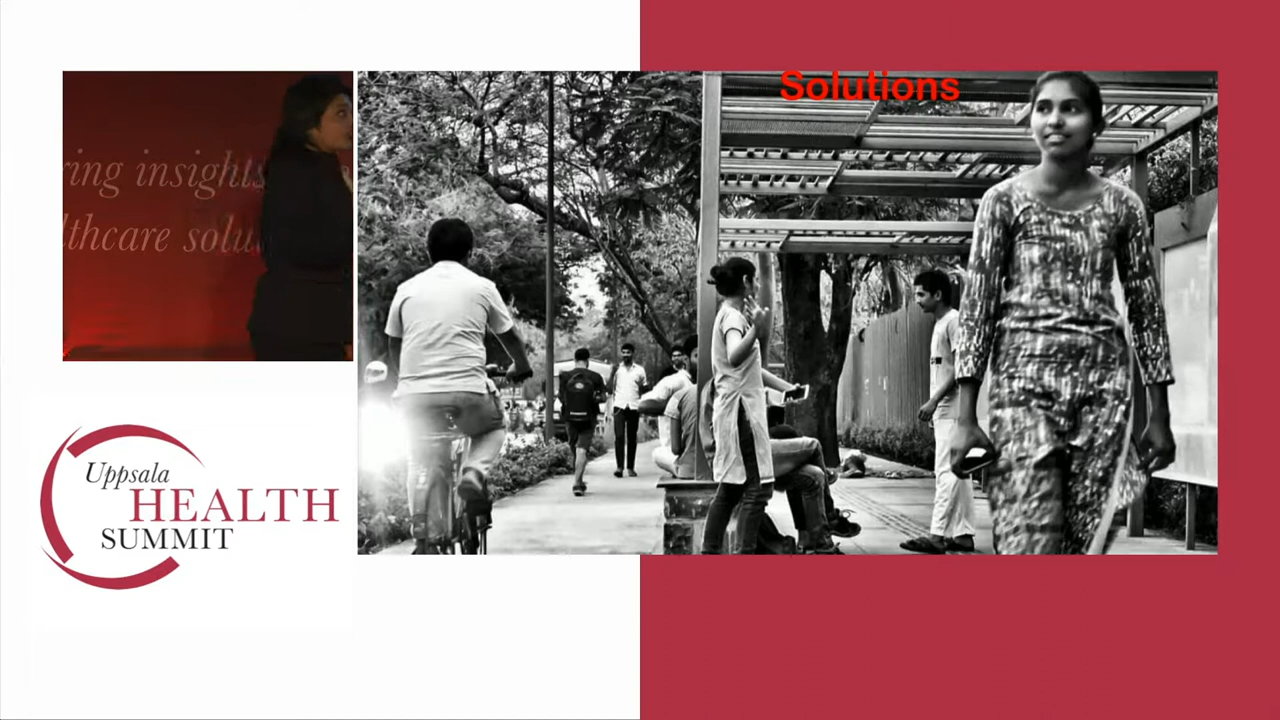 Solutions
ring insights
lthcare solu
Uppsala
HEALTH
SUMMIT